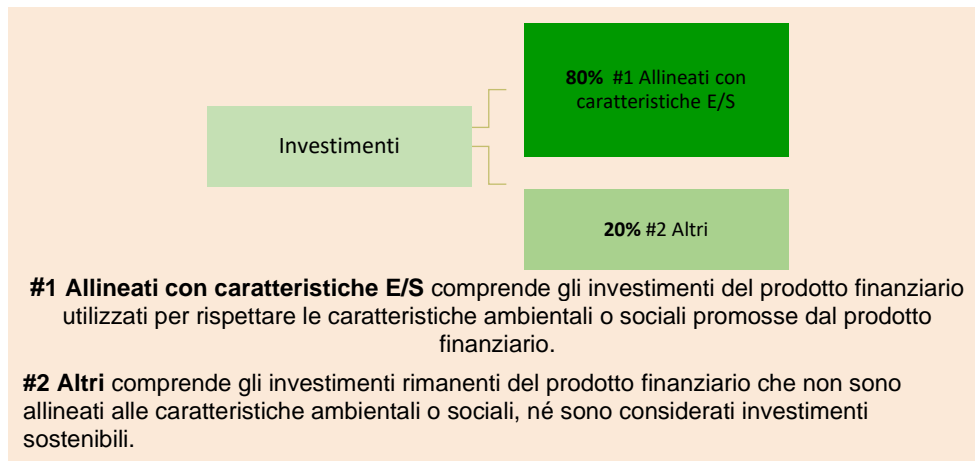 80% #1 Allineati con
caratteristiche E/S
Investimenti
20% #2 Altri
#1 Allineati con caratteristiche E/S comprende gli investimenti del prodotto finanziario
utilizzati per rispettare le caratteristiche ambientali o sociali promosse dal prodotto
finanziario.
#2 Altri comprende gli investimenti rimanenti del prodotto finanziario che non sono
allineati alle caratteristiche ambientali o sociali, né sono considerati investimenti
sostenibili.